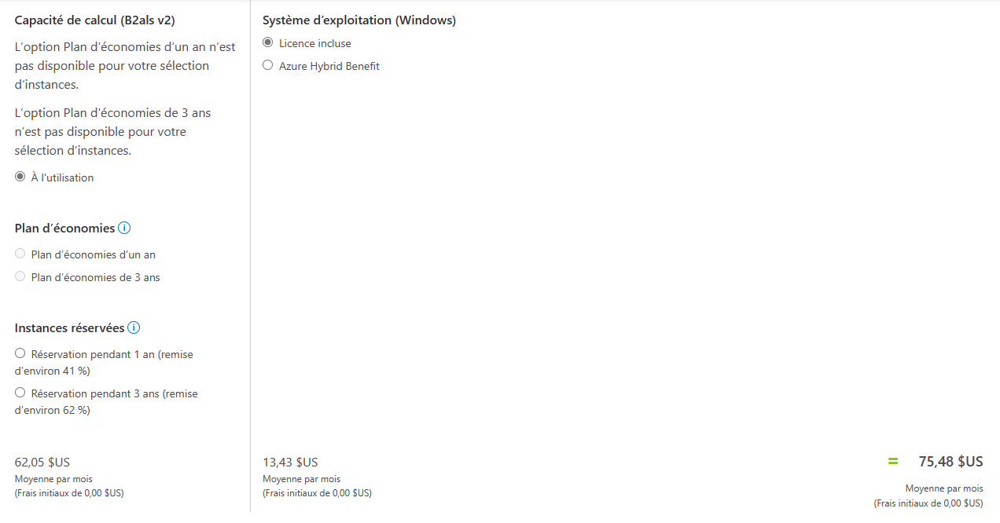 Capacité de calcul (B2als v2)
L'option Plan d'économies d'un an n'est
pas disponible pour votre sélection
d'instances.
L'option Plan d'économies de 3 ans
n'est pas disponible pour votre
sélection d'instances.
À l'utilisation
Plan d'économies
Plan d'économies d'un an
Plan d'économies de 3 ans
Instances réservées
Réservation pendant 1 an (remise
d'environ 41 %)
Réservation pendant 3 ans (remise
d'environ 62 %)
62,05 $US
Moyenne par mois
(Frais initiaux de 0,00 $US)
Système d'exploitation (Windows)
Licence incluse
Azure Hybrid Benefit
13,43 $US
Moyenne par mois
(Frais initiaux de 0,00 $US)
= 75,48 $US
Moyenne par mois
(Frais initiaux de 0,00 $US)